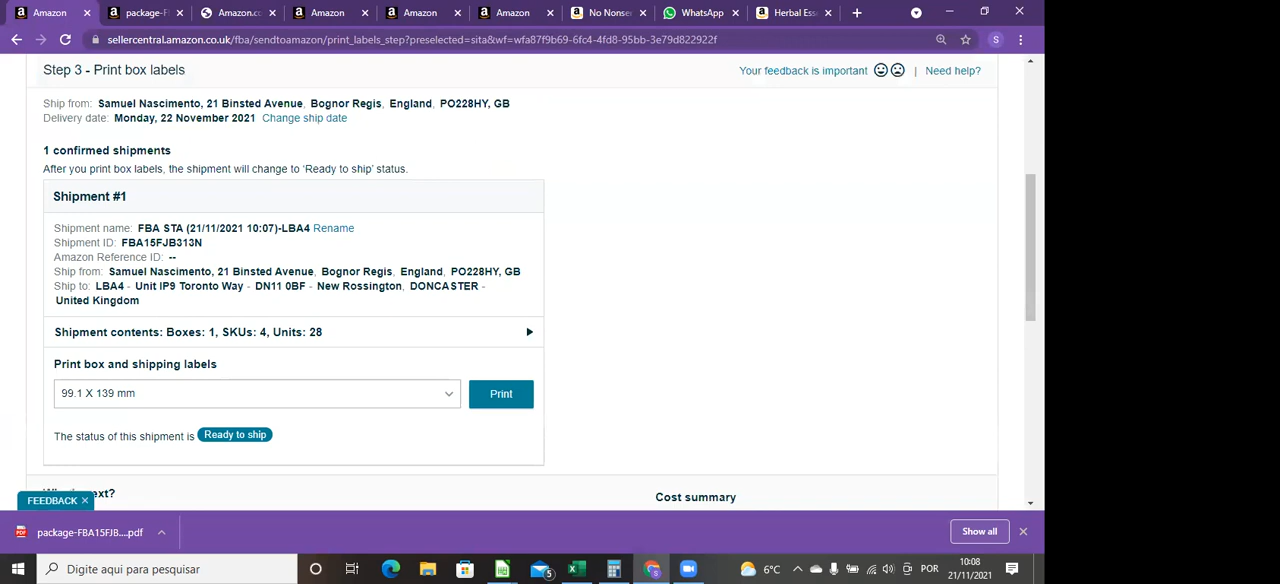 Amazon
package-F
Amazon.co
Amazon
Amazon
Amazon
No Nonse
WhatsApp
Herbal Ess
sellercentral.amazon.co.uk/fba/sendtoamazon/print_labels_step?preselected=sita&wf=wfa87f9b69-6fc4-4fd8-95bb-3e79d822922f
S
Step 3 - Print box labels
Your feedback is important | Need help?
Ship from: Samuel Nascimento, 21 Binsted Avenue, Bognor Regis, England, PO228HY, GB
Delivery date: Monday, 22 November 2021 Change ship date
1 confirmed shipments
After you print box labels, the shipment will change to 'Ready to ship' status.
Shipment #1
Shipment name: FBA STA (21/11/2021 10:07)-LBA4 Rename
Shipment ID: FBA15FJB313N
Amazon Reference ID: --
Ship from: Samuel Nascimento, 21 Binsted Avenue, Bognor Regis, England, PO228HY, GB
Ship to: LBA4 - Unit IP9 Toronto Way - DN11 0BF - New Rossington, DONCASTER -
United Kingdom
Shipment contents: Boxes: 1, SKUs: 4, Units: 28
Print box and shipping labels
99.1 X 139 mm
Print
The status of this shipment is Ready to ship
ext?
Cost summary
FEEDBACK
package-FBA15FJB....pdf
Show all
Digite aqui para pesquisar
5
S
6°C
POR
10:08
21/11/2021